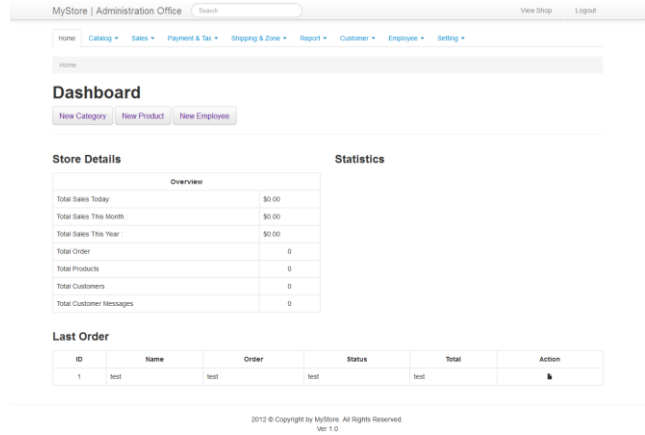 MyStore | Administration Office Search View Shop Logout
Home Catalog Sales Payment & Tax Shipping & Zone Report Customer Employee Setting
Home
Dashboard
New Category New Product New Employee
Store Details Statistics
Overview
Total Sales Today: $0.00
Total Sales This Month : $0.00
Total Sales This Year : $0.00
Total Order 0
Total Products 0
Total Customers 0
Total Customer Messages 0
Last Order
ID Name Order Status Total Action
1 test test test test
2012 © Copyright by MyStore. All Rights Reserved.
Ver 1.0